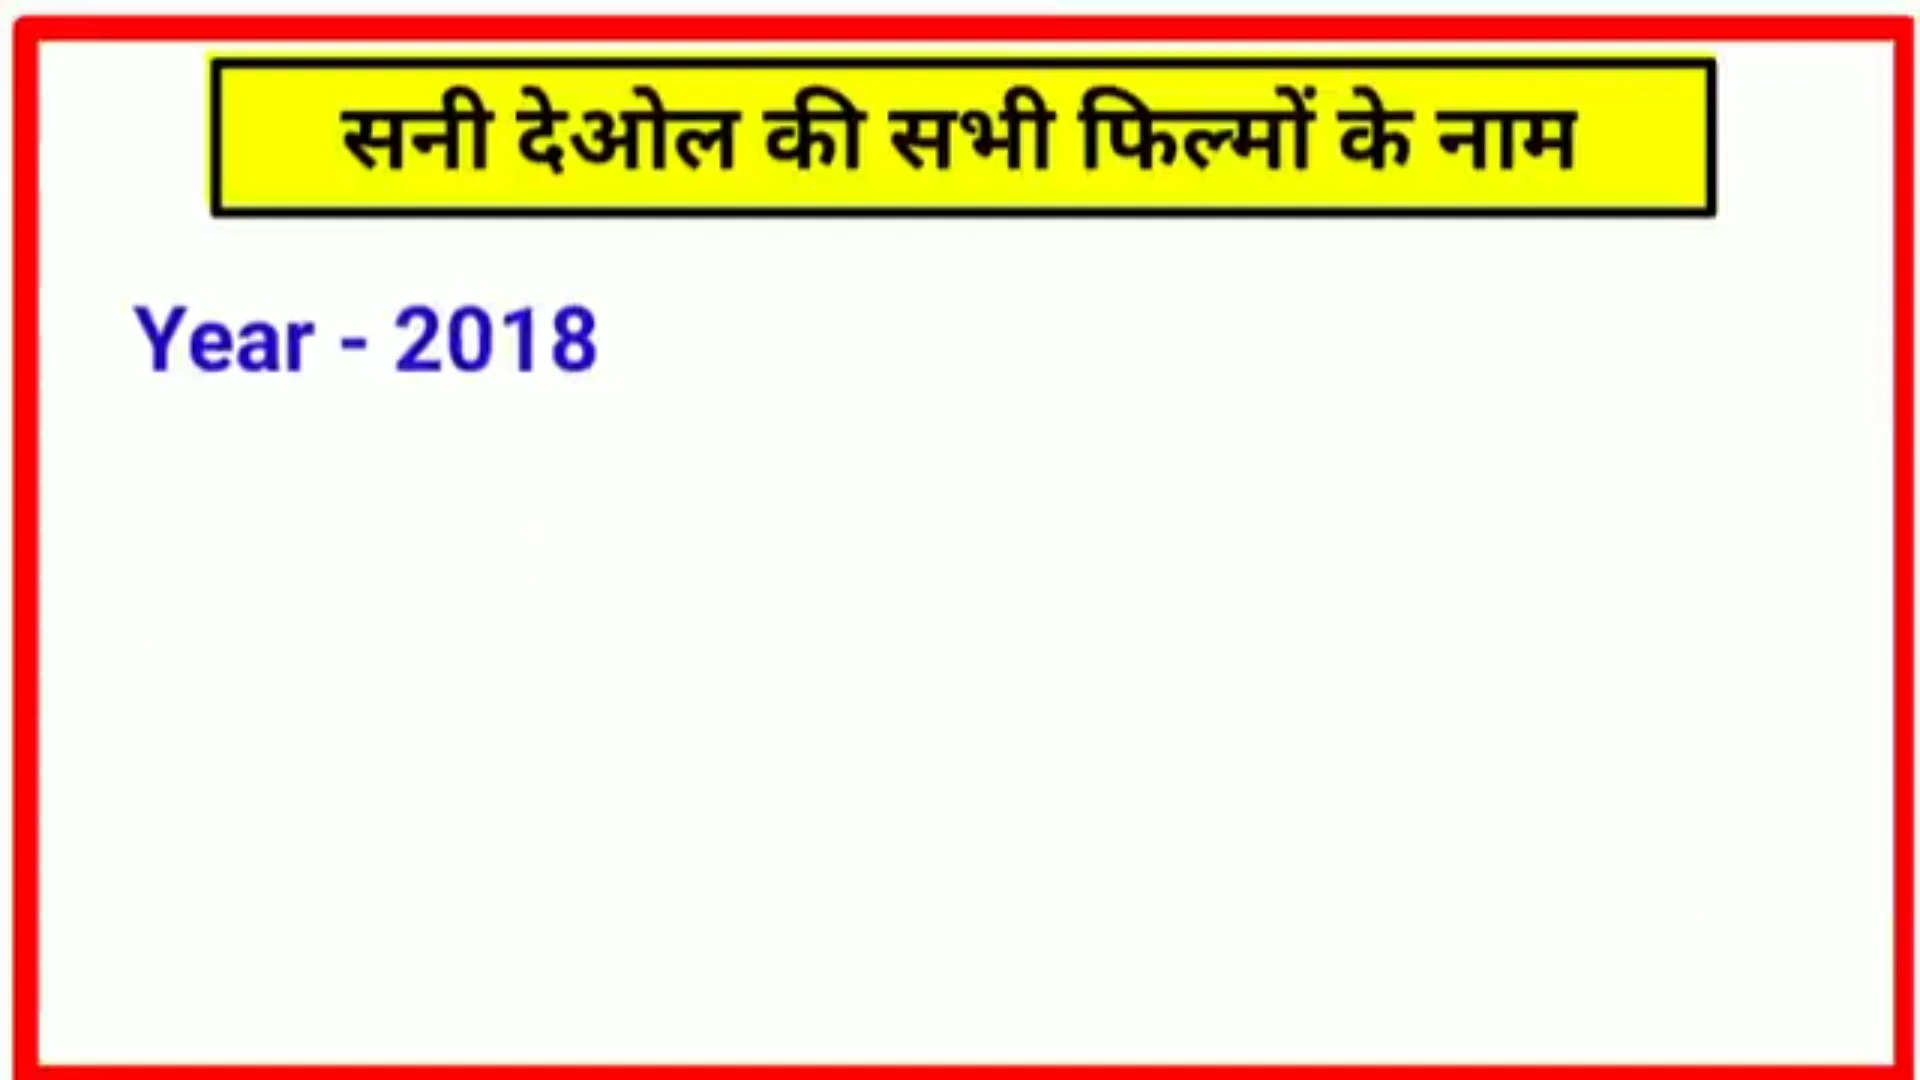 सनी देओल की सभी फिल्मों के नाम
Year - 2018